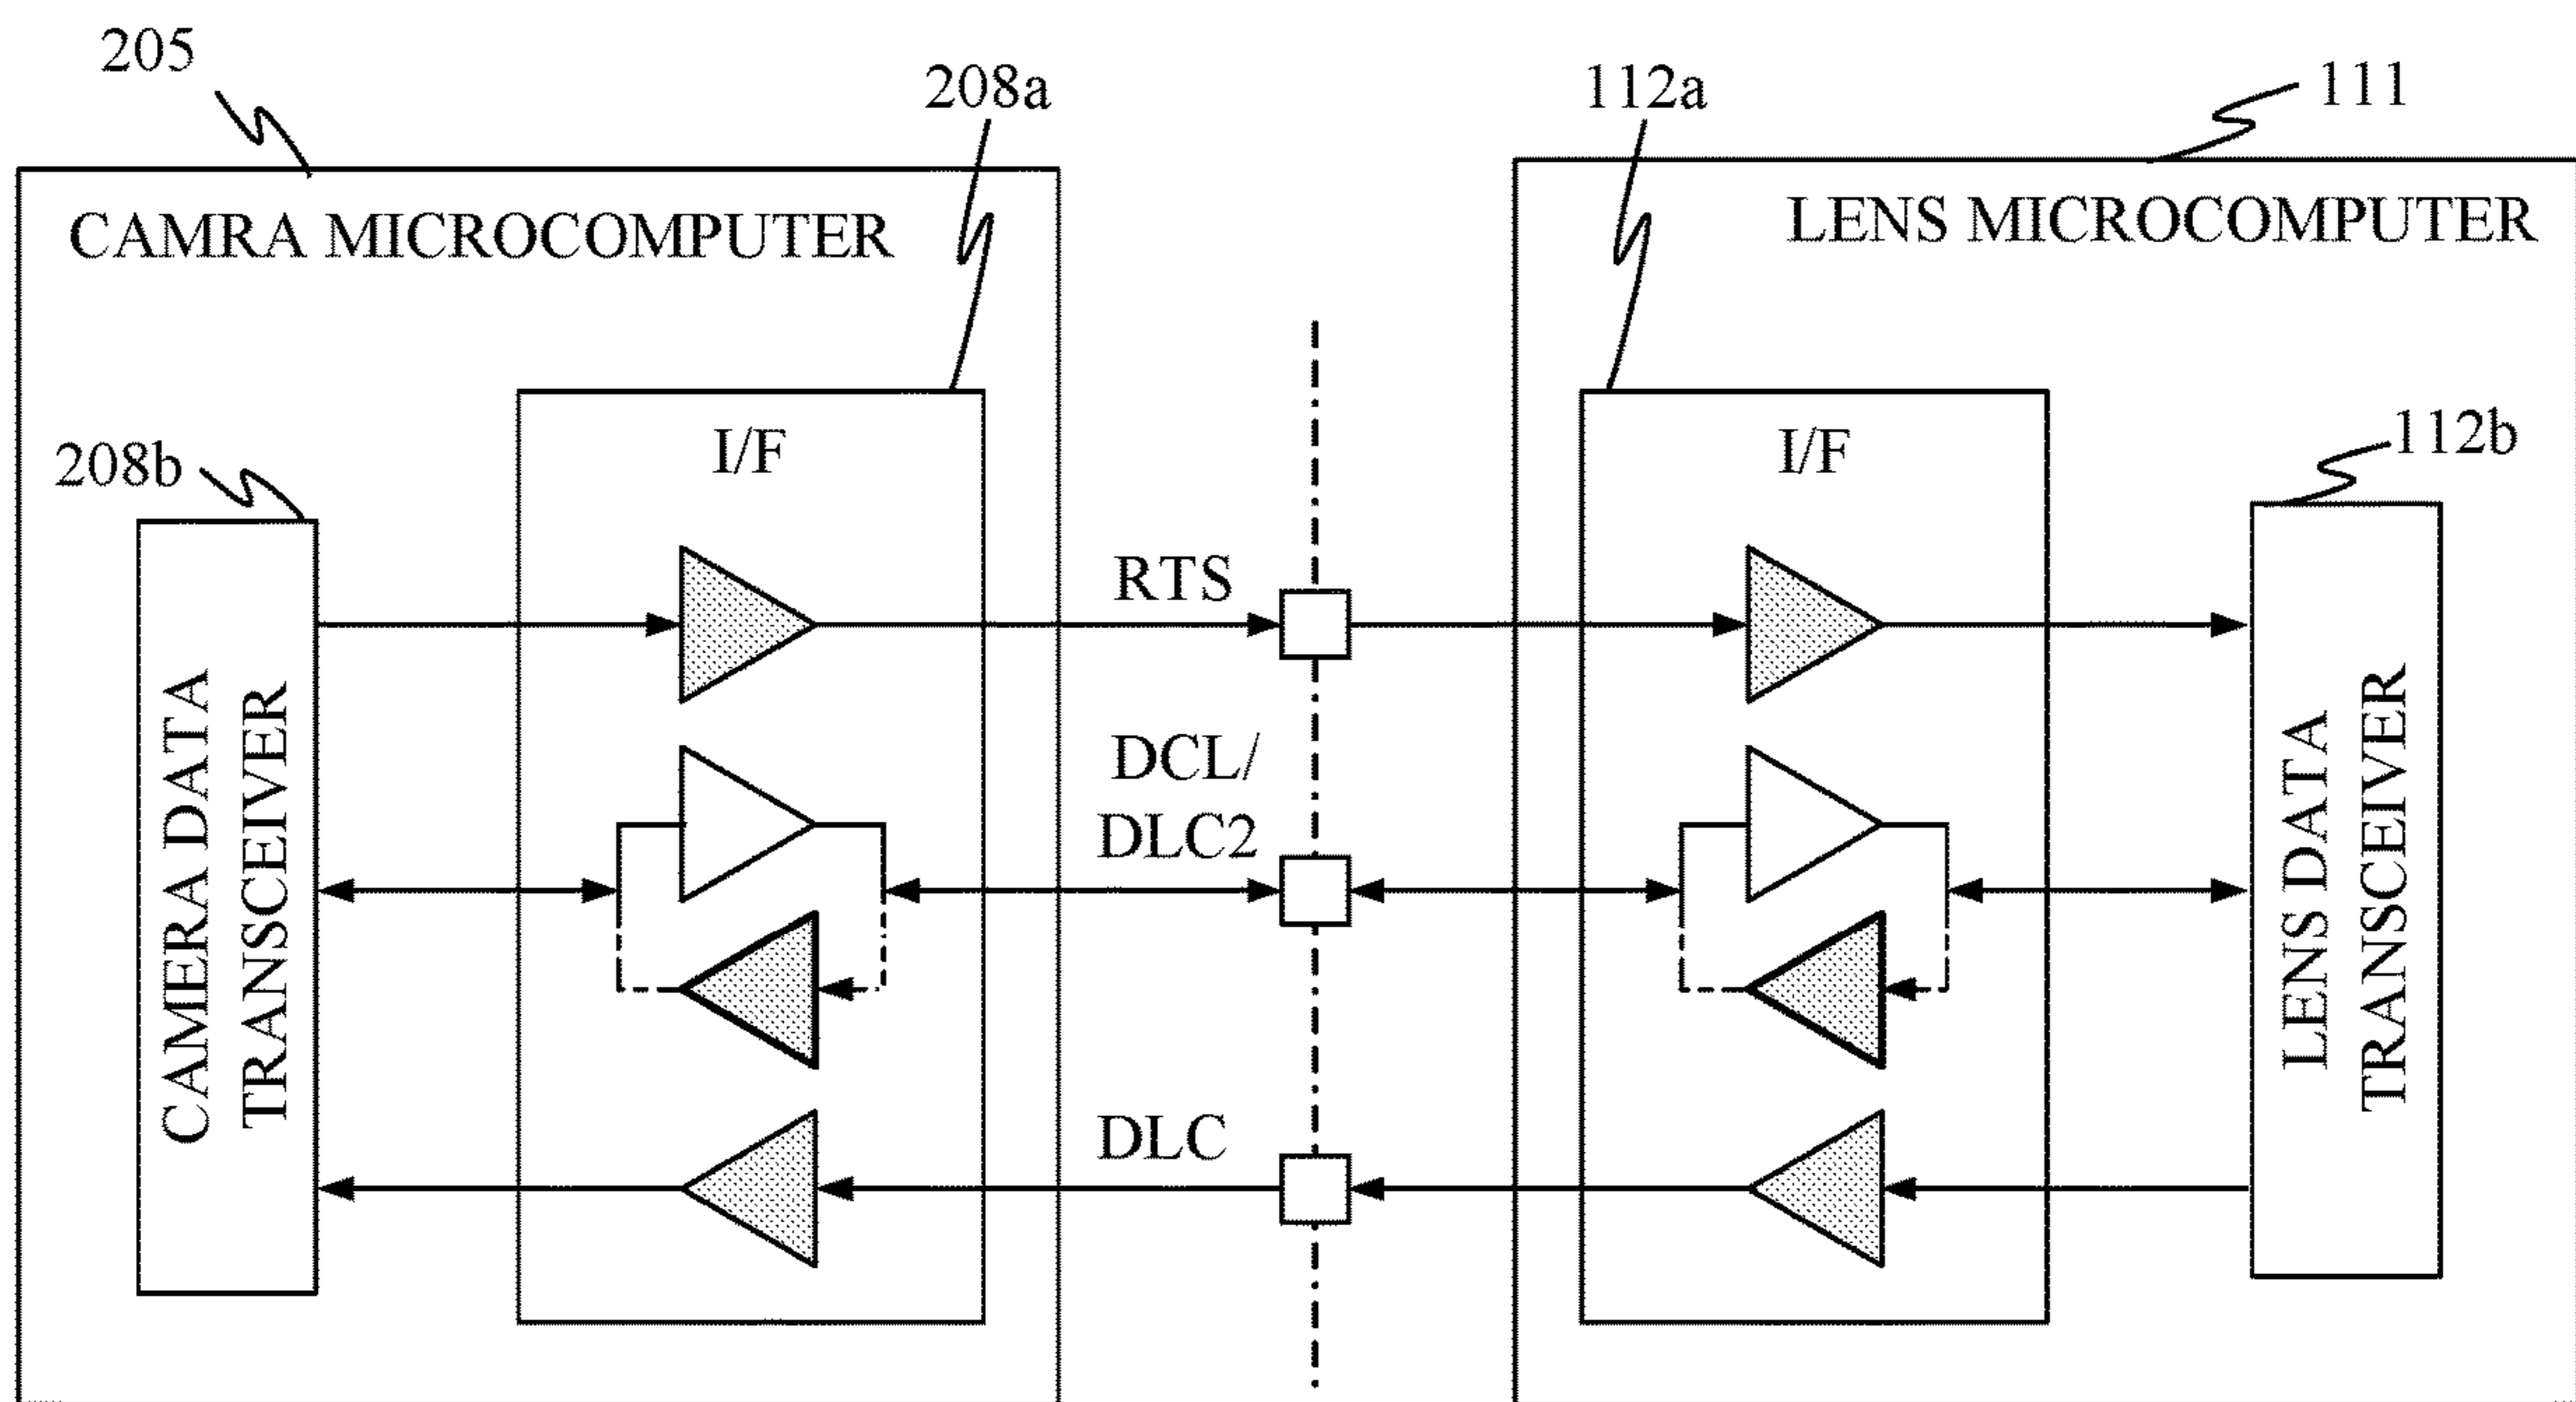 205
208a
112a
111
CAMRA MICROCOMPUTER
LENS MICROCOMPUTER
208b
I/F
I/F
112b
RTS
DCL/
DLC2
DLC
CAMERA DATA
TRANSCEIVER
LENS DATA
TRANSCEIVER